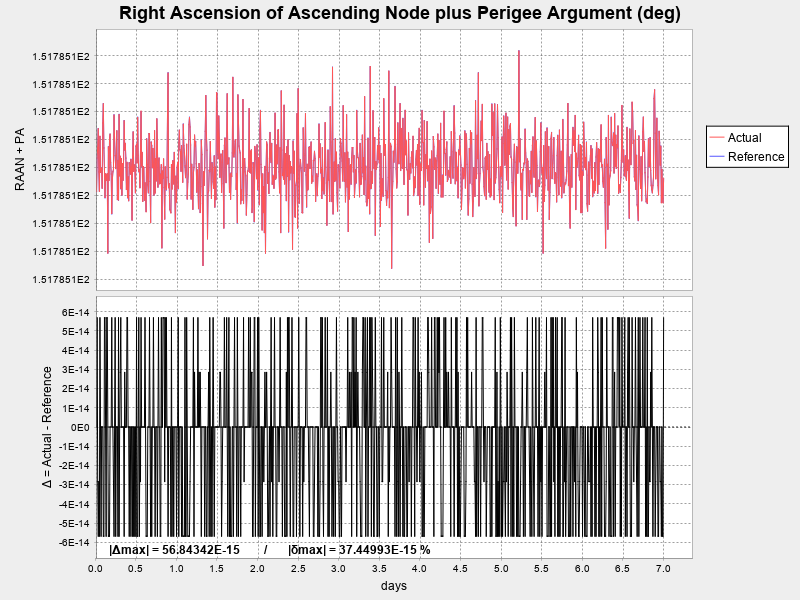 Right Ascension of Ascending Node plus Perigee Argument (deg)
RAAN + PA
1.517851E2
1.517851E2
1.517851E2
1.517851E2
1.517851E2
1.517851E2
1.517851E2
1.517851E2
1.517851E2
Actual
Reference
Δ = Actual - Reference
6E-14
5E-14
4E-14
3E-14
2E-14
1E-14
0E0
-1E-14
-2E-14
-3E-14
-4E-14
-5E-14
-6E-14
|Δmax| = 56.84342E-15 / |δmax| = 37.44993E-15 %
0.0 0.5 1.0 1.5 2.0 2.5 3.0 3.5 4.0 4.5 5.0 5.5 6.0 6.5 7.0
days